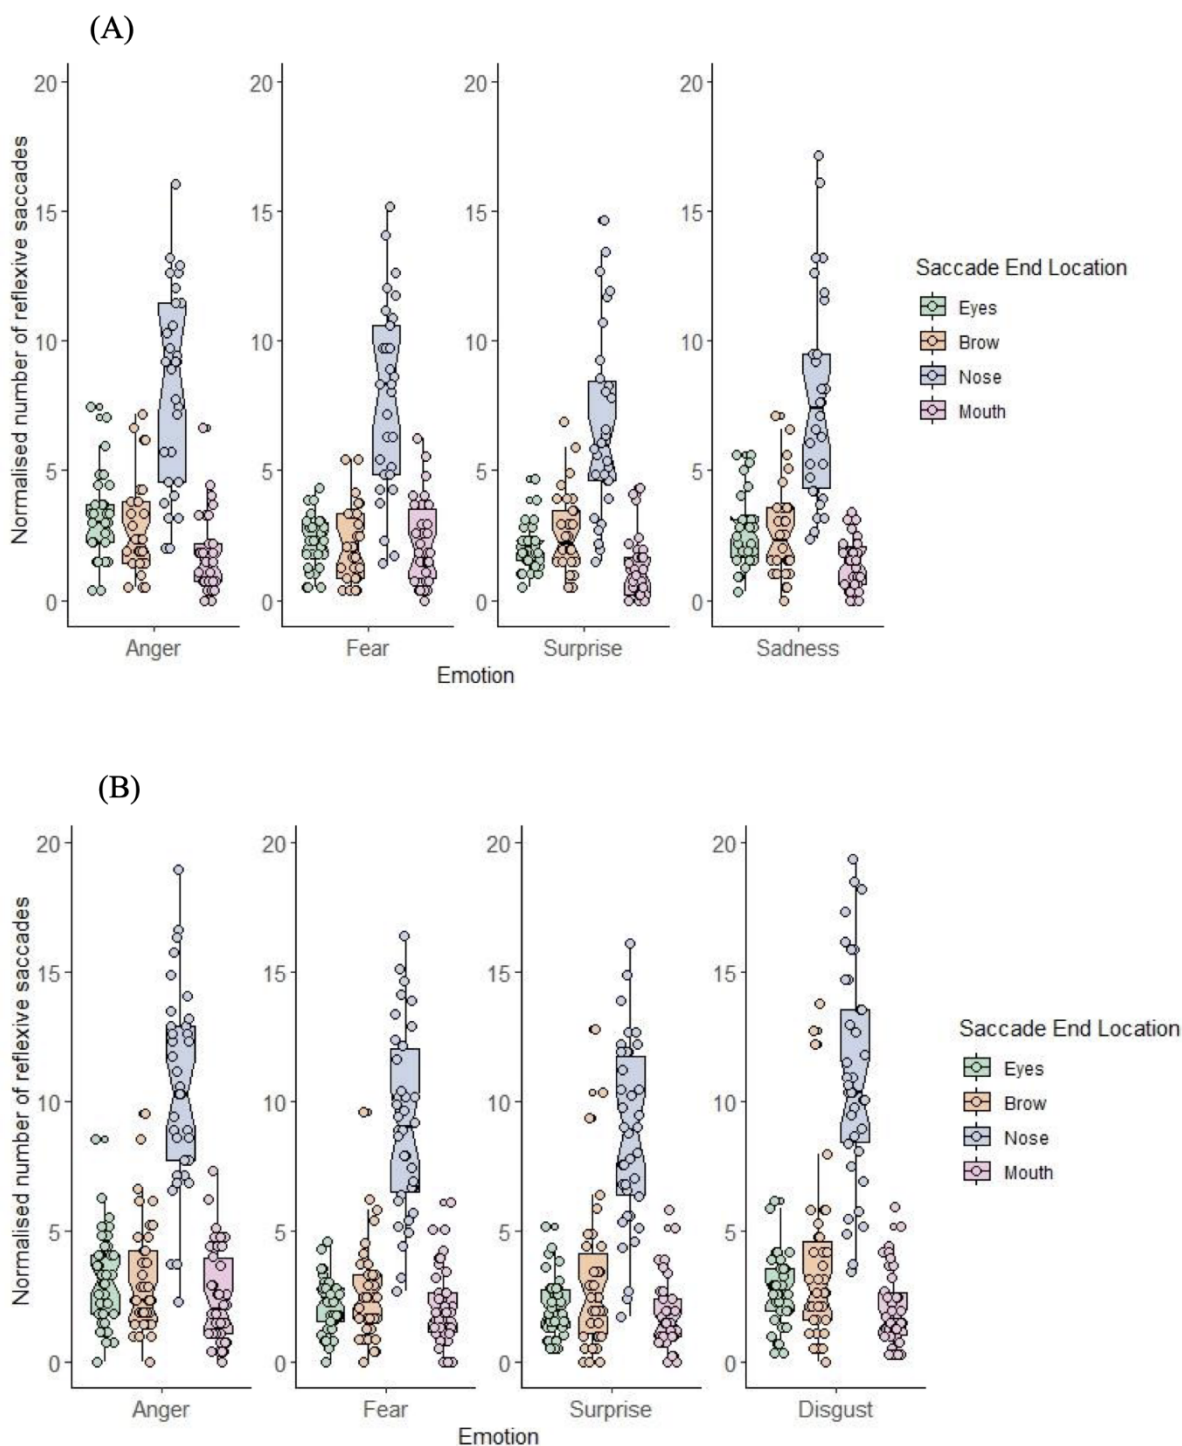 (A)
Normalised number of reflexive saccades
20
15
10
5
0
20
15
10
5
0
20
15
10
5
0
20
15
10
5
0
Anger
Fear
Surprise
Sadness
Emotion
Saccade End Location
Eyes
Brow
Nose
Mouth
(B)
Normalised number of reflexive saccades
20
15
10
5
0
20
15
10
5
0
20
15
10
5
0
20
15
10
5
0
Anger
Fear
Surprise
Disgust
Emotion
Saccade End Location
Eyes
Brow
Nose
Mouth